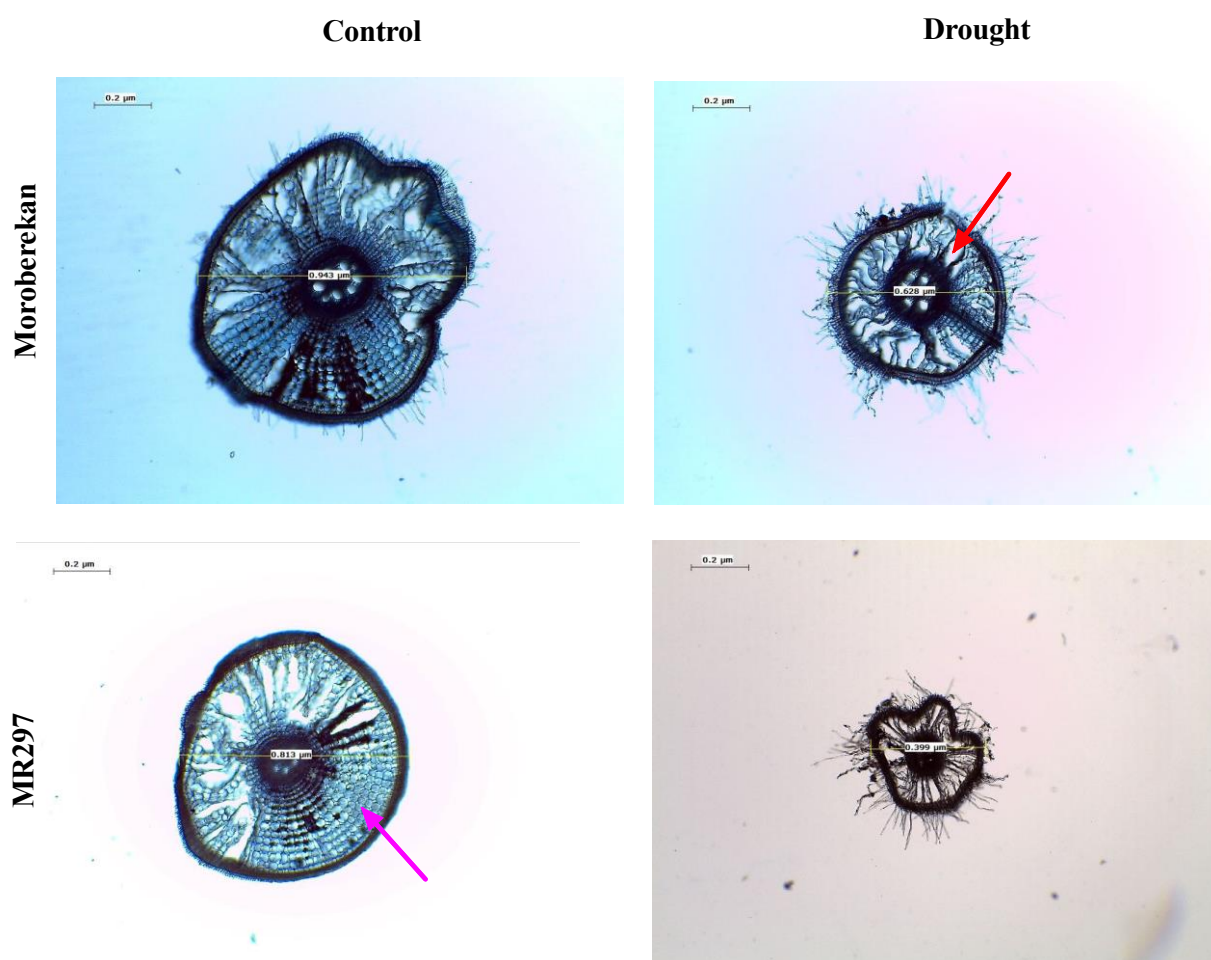 Control
Drought
Moroberekan
0.2 µm
0.943 µm
0.2 µm
0.628 µm
MR297
0.2 µm
0.813 µm
0.2 µm
0.399 µm